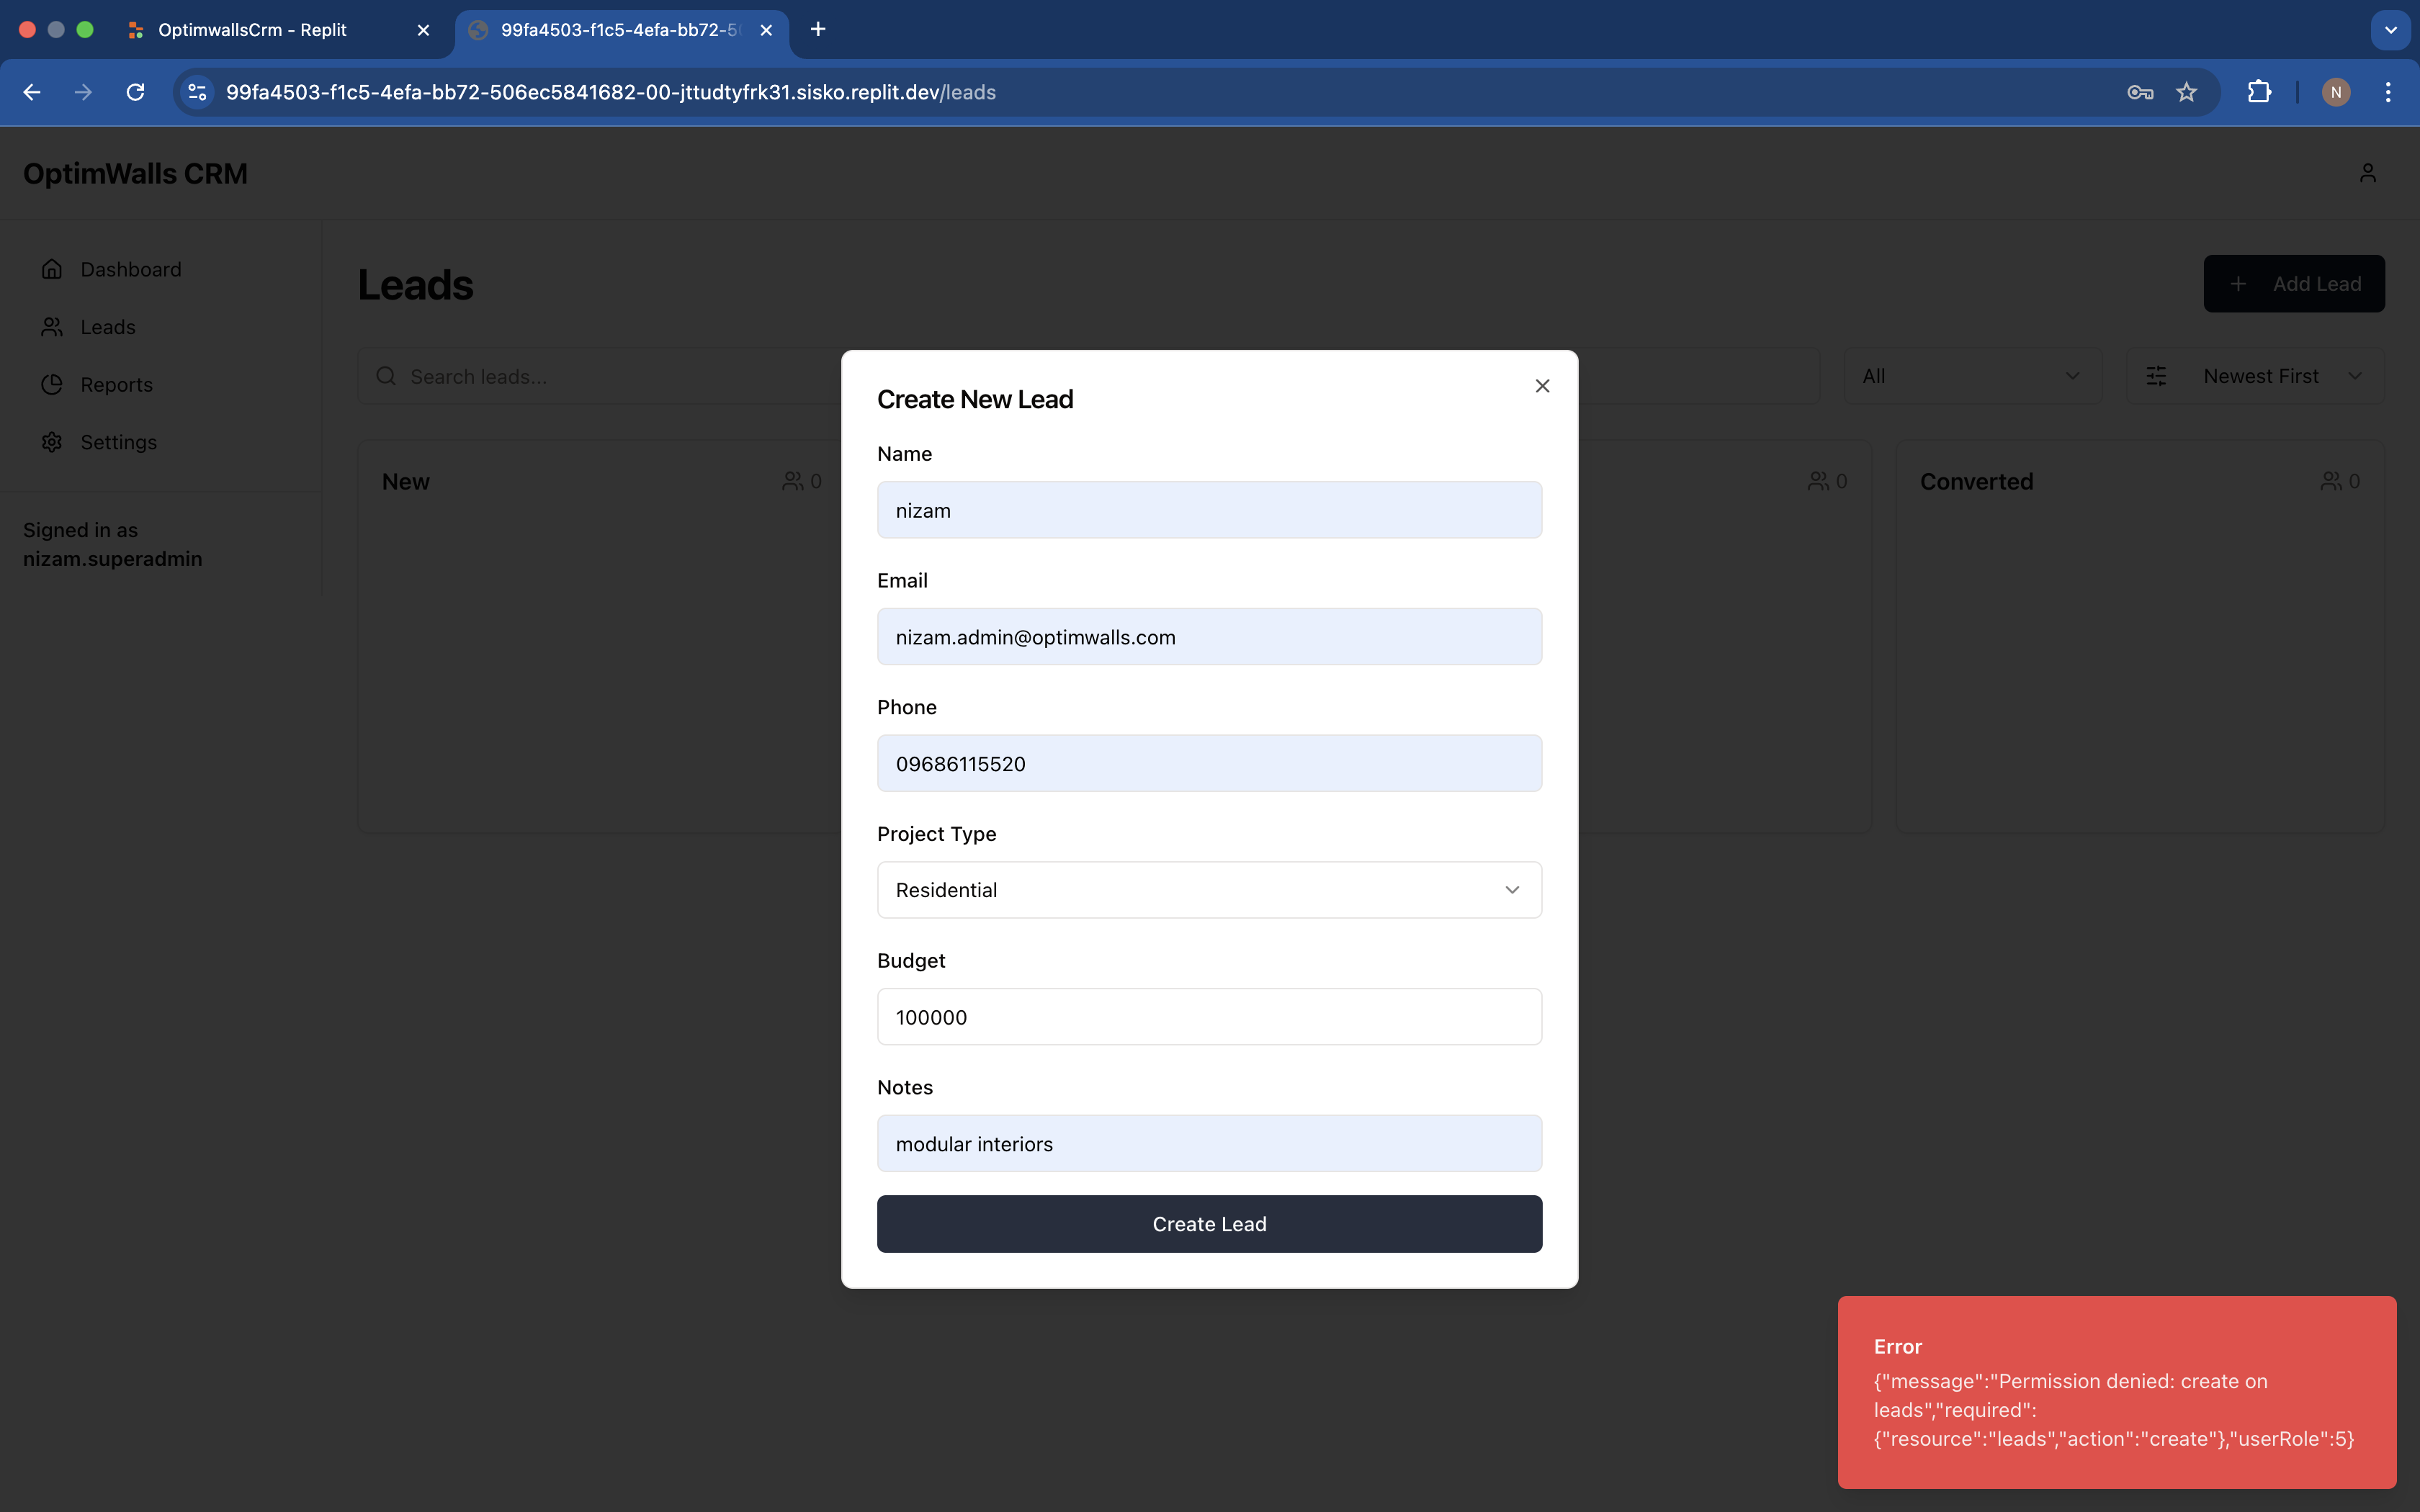 OptimwallsCrm - Replit
99fa4503-f1c5-4efa-bb72-50
99fa4503-f1c5-4efa-bb72-506ec5841682-00-jttudtyfrk31.sisko.replit.dev/leads
N
OptimWalls CRM
Dashboard
Leads
Reports
Settings
Signed in as
nizam.superadmin
Leads
Add Lead
Search leads...
All
Newest First
New
0
0
Converted
0
Create New Lead
Name
nizam
Email
nizam.admin@optimwalls.com
Phone
09686115520
Project Type
Residential
Budget
100000
Notes
modular interiors
Create Lead
Error
{"message":"Permission denied: create on
leads","required":
{"resource":"leads","action":"create"},"userRole":5}